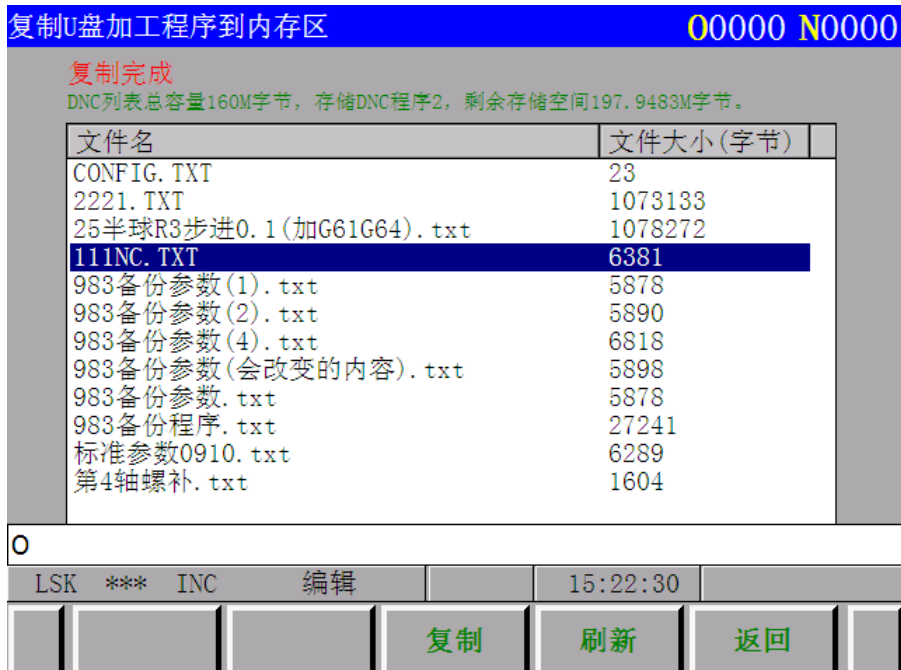 复制U盘加工程序到内存区 O0000 N0000
复制完成
DNC列表总容量160M字节，存储DNC程序2，剩余存储空间197.9483M字节。
文件名 文件大小(字节)
CONFIG.TXT 23
2221.TXT 1073133
25半球R3步进0.1(加G61G64).txt 1078272
111NC.TXT 6381
983备份参数(1).txt 5878
983备份参数(2).txt 5890
983备份参数(4).txt 6818
983备份参数(会改变的内容).txt 5898
983备份参数.txt 5878
983备份程序.txt 27241
标准参数0910.txt 6289
第4轴螺补.txt 1604
O
LSK *** INC 编辑 15:22:30
复制 刷新 返回